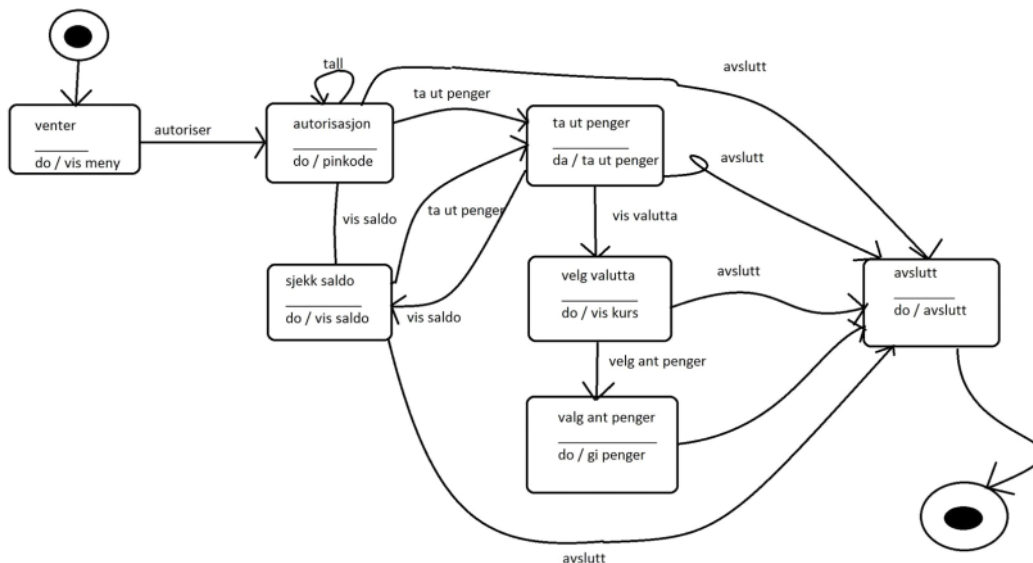 tall
avslutt
venter
do / vis meny
autoriser
autorisasjon
do / pinkode
ta ut penger
ta ut penger
da / ta ut penger
avslutt
vis saldo
ta ut penger
vis valutta
sjekk saldo
do / vis saldo
vis saldo
velg valutta
do / vis kurs
avslutt
avslutt
do / avslutt
velg ant penger
valg ant penger
do / gi penger
avslutt